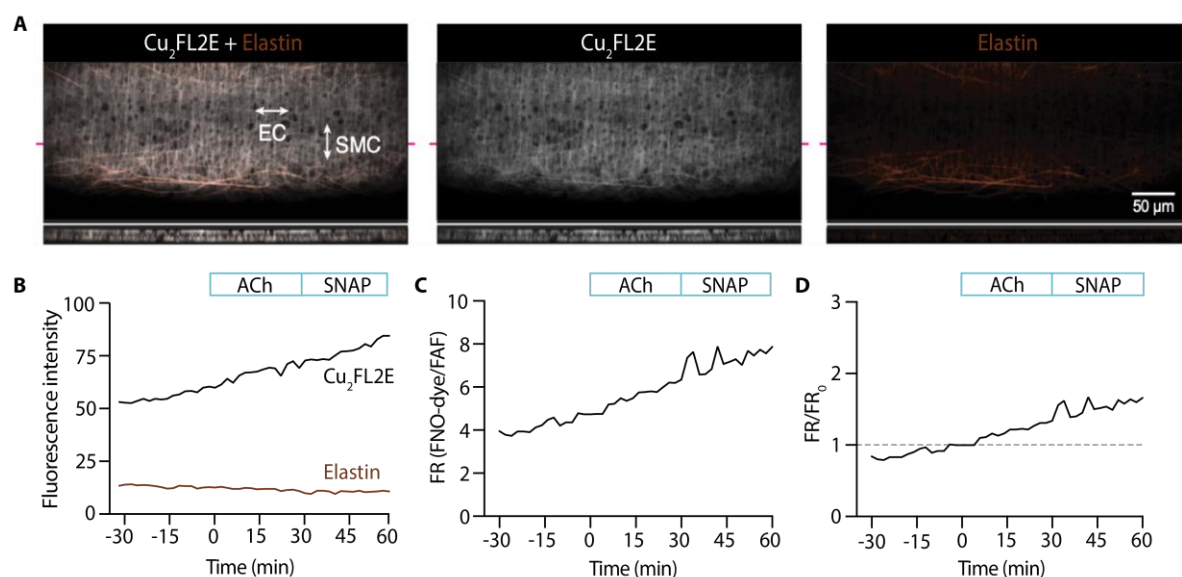 A
Cu₂FL2E + Elastin
Cu₂FL2E
Elastin
EC
SMC
50 µm
B
ACh
SNAP
Fluorescence intensity
100
75
50
25
0
Cu₂FL2E
Elastin
-30 -15 0 15 30 45 60
Time (min)
C
ACh
SNAP
FR (FNO-dye/FAF)
10
8
6
4
2
0
-30 -15 0 15 30 45 60
Time (min)
D
ACh
SNAP
FR/FR₀
3
2
1
0
-30 -15 0 15 30 45 60
Time (min)